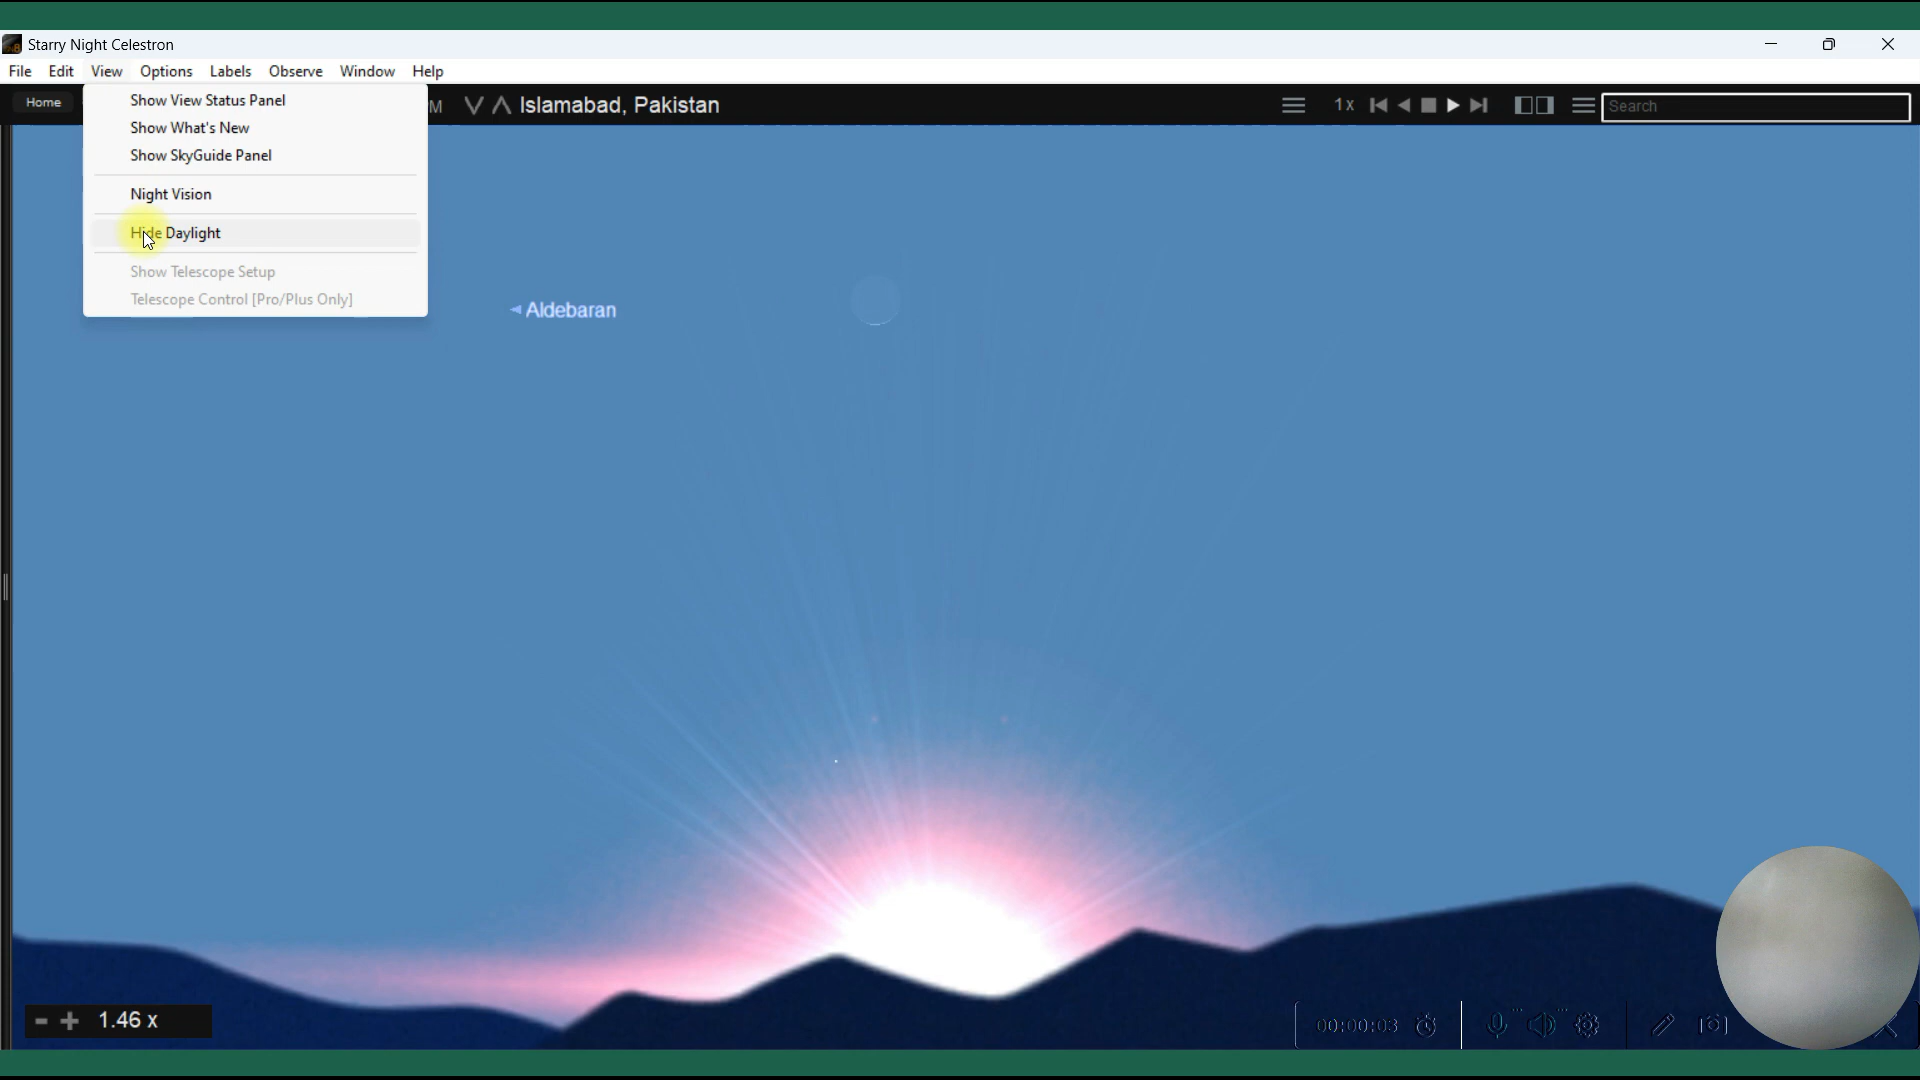 Starry Night Celestron
File Edit View Options Labels Observe Window Help
Home M Islamabad, Pakistan 1x Search
Show View Status Panel
Show What's New
Show SkyGuide Panel
Night Vision
Hide Daylight
Show Telescope Setup
Telescope Control [Pro/Plus Only]
Aldebaran
1.46 x
00:00:03